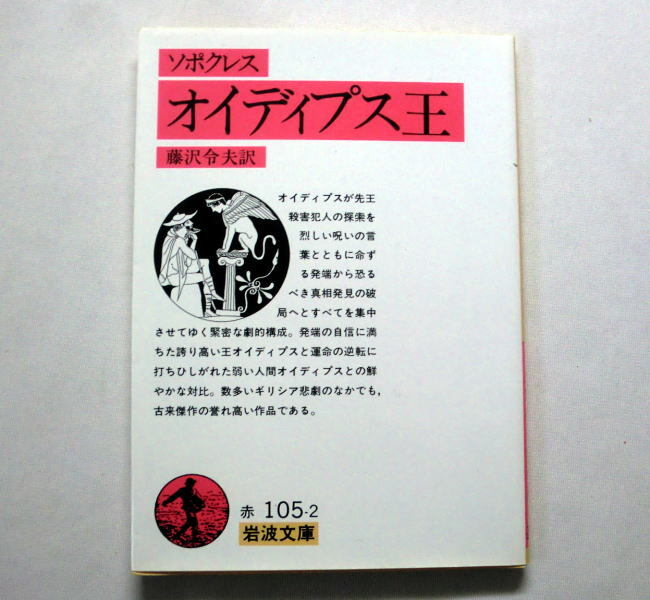 ソポクレス
オイディプス王
藤沢令夫訳
オイディプスが先王
殺害犯人の探索を
烈しい呪いの言
葉とともに命ず
る発端から恐る
べき真相発見の破
局へとすべてを集中
させてゆく緊密な劇的構成。発端の自信に満
ちた誇り高い王オイディプスと運命の逆転に
打ちひしがれた弱い人間オイディプスとの鮮
やかな対比。数多いギリシア悲劇のなかでも，
古来傑作の誉れ高い作品である。
赤 105-2
岩波文庫